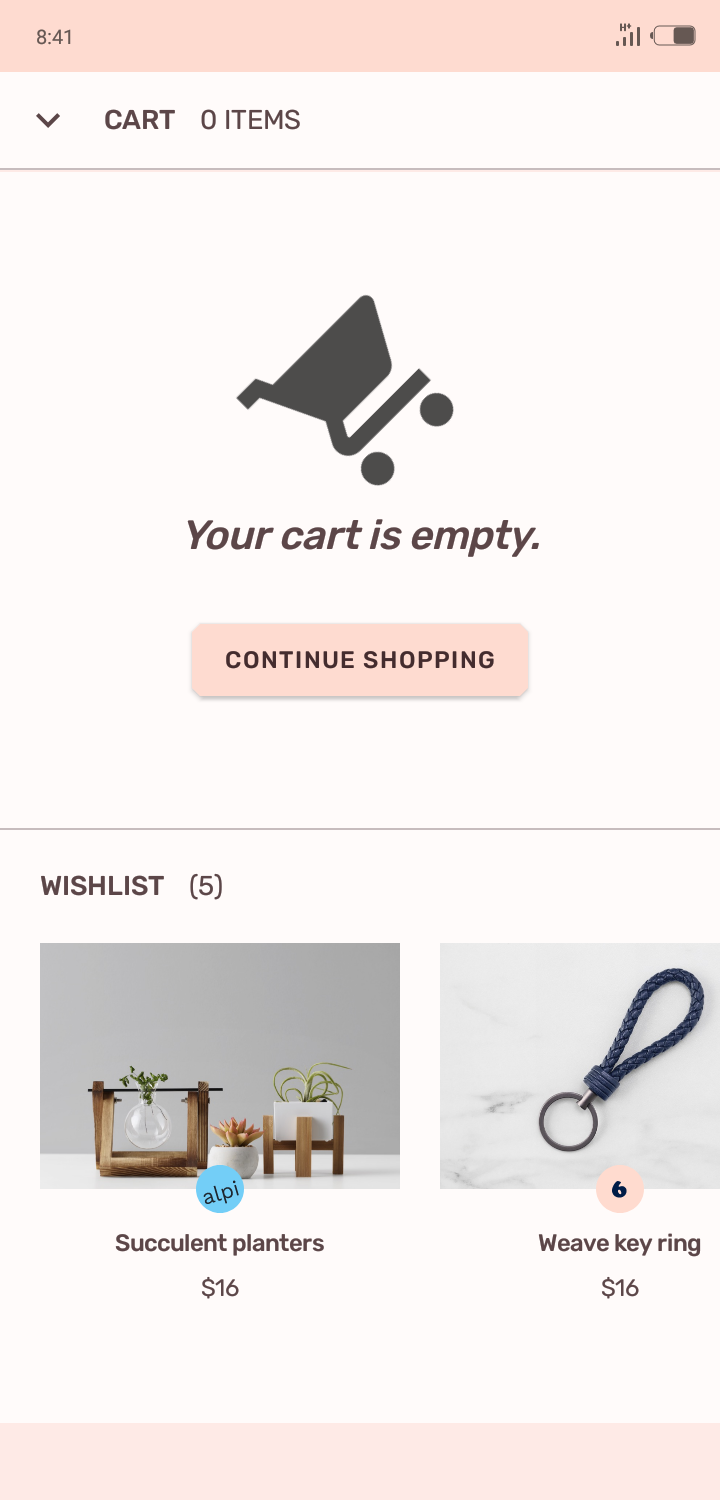 8:41
H+
CART 0 ITEMS
Your cart is empty.
CONTINUE SHOPPING
WISHLIST (5)
alpi
6
Succulent planters
Weave key ring
$16
$16